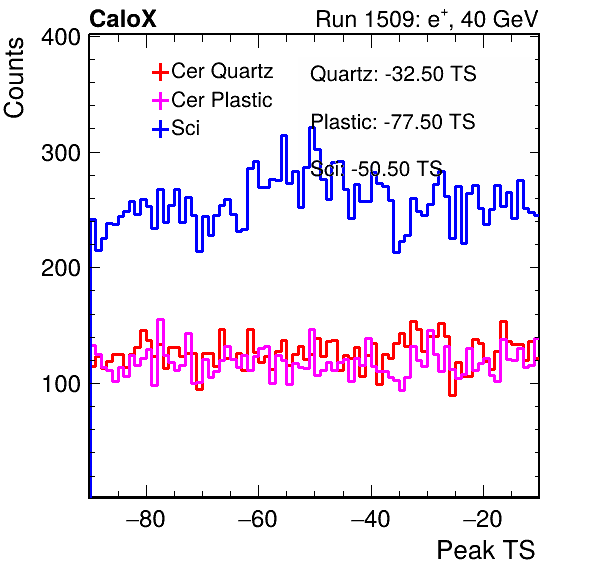 CaloX Run 1509: e⁺, 40 GeV
Counts
400
300
200
100
Cer Quartz
Cer Plastic
Sci
Quartz: -32.50 TS
Plastic: -77.50 TS
Sci: -50.50 TS
−80 −60 −40 −20
Peak TS